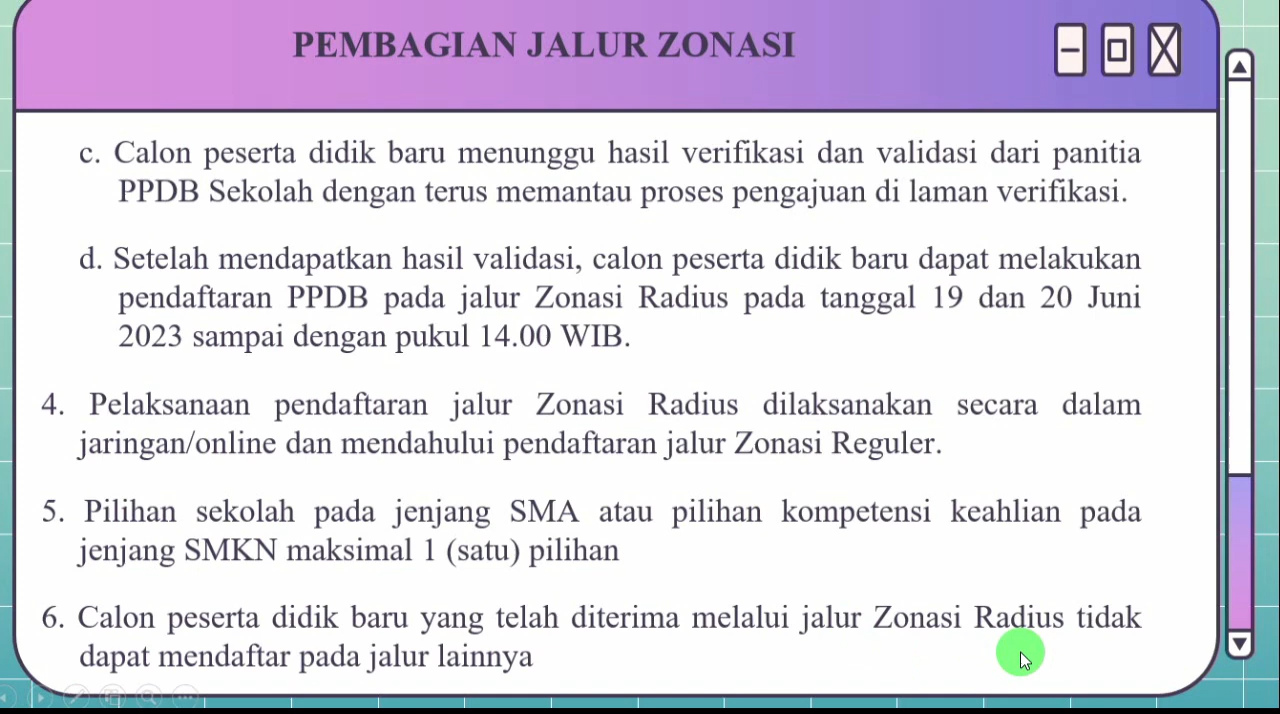 PEMBAGIAN JALUR ZONASI
c. Calon peserta didik baru menunggu hasil verifikasi dan validasi dari panitia
PPDB Sekolah dengan terus memantau proses pengajuan di laman verifikasi.
d. Setelah mendapatkan hasil validasi, calon peserta didik baru dapat melakukan
pendaftaran PPDB pada jalur Zonasi Radius pada tanggal 19 dan 20 Juni
2023 sampai dengan pukul 14.00 WIB.
4. Pelaksanaan pendaftaran jalur Zonasi Radius dilaksanakan secara dalam
jaringan/online dan mendahului pendaftaran jalur Zonasi Reguler.
5. Pilihan sekolah pada jenjang SMA atau pilihan kompetensi keahlian pada
jenjang SMKN maksimal 1 (satu) pilihan
6. Calon peserta didik baru yang telah diterima melalui jalur Zonasi Radius tidak
dapat mendaftar pada jalur lainnya